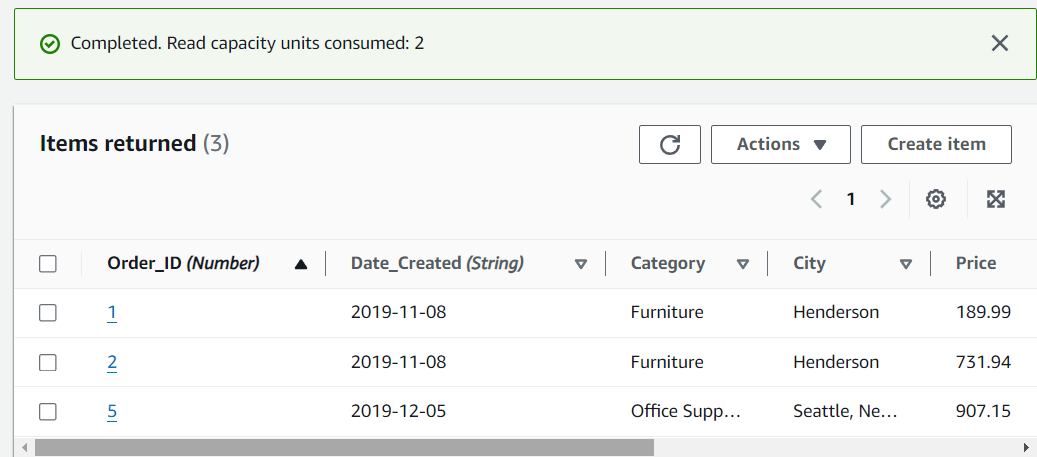 Completed. Read capacity units consumed: 2
Items returned (3)
Actions
Create item
1
Order_ID (Number) Date_Created (String) Category City Price
1 2019-11-08 Furniture Henderson 189.99
2 2019-11-08 Furniture Henderson 731.94
5 2019-12-05 Office Supp... Seattle, Ne... 907.15